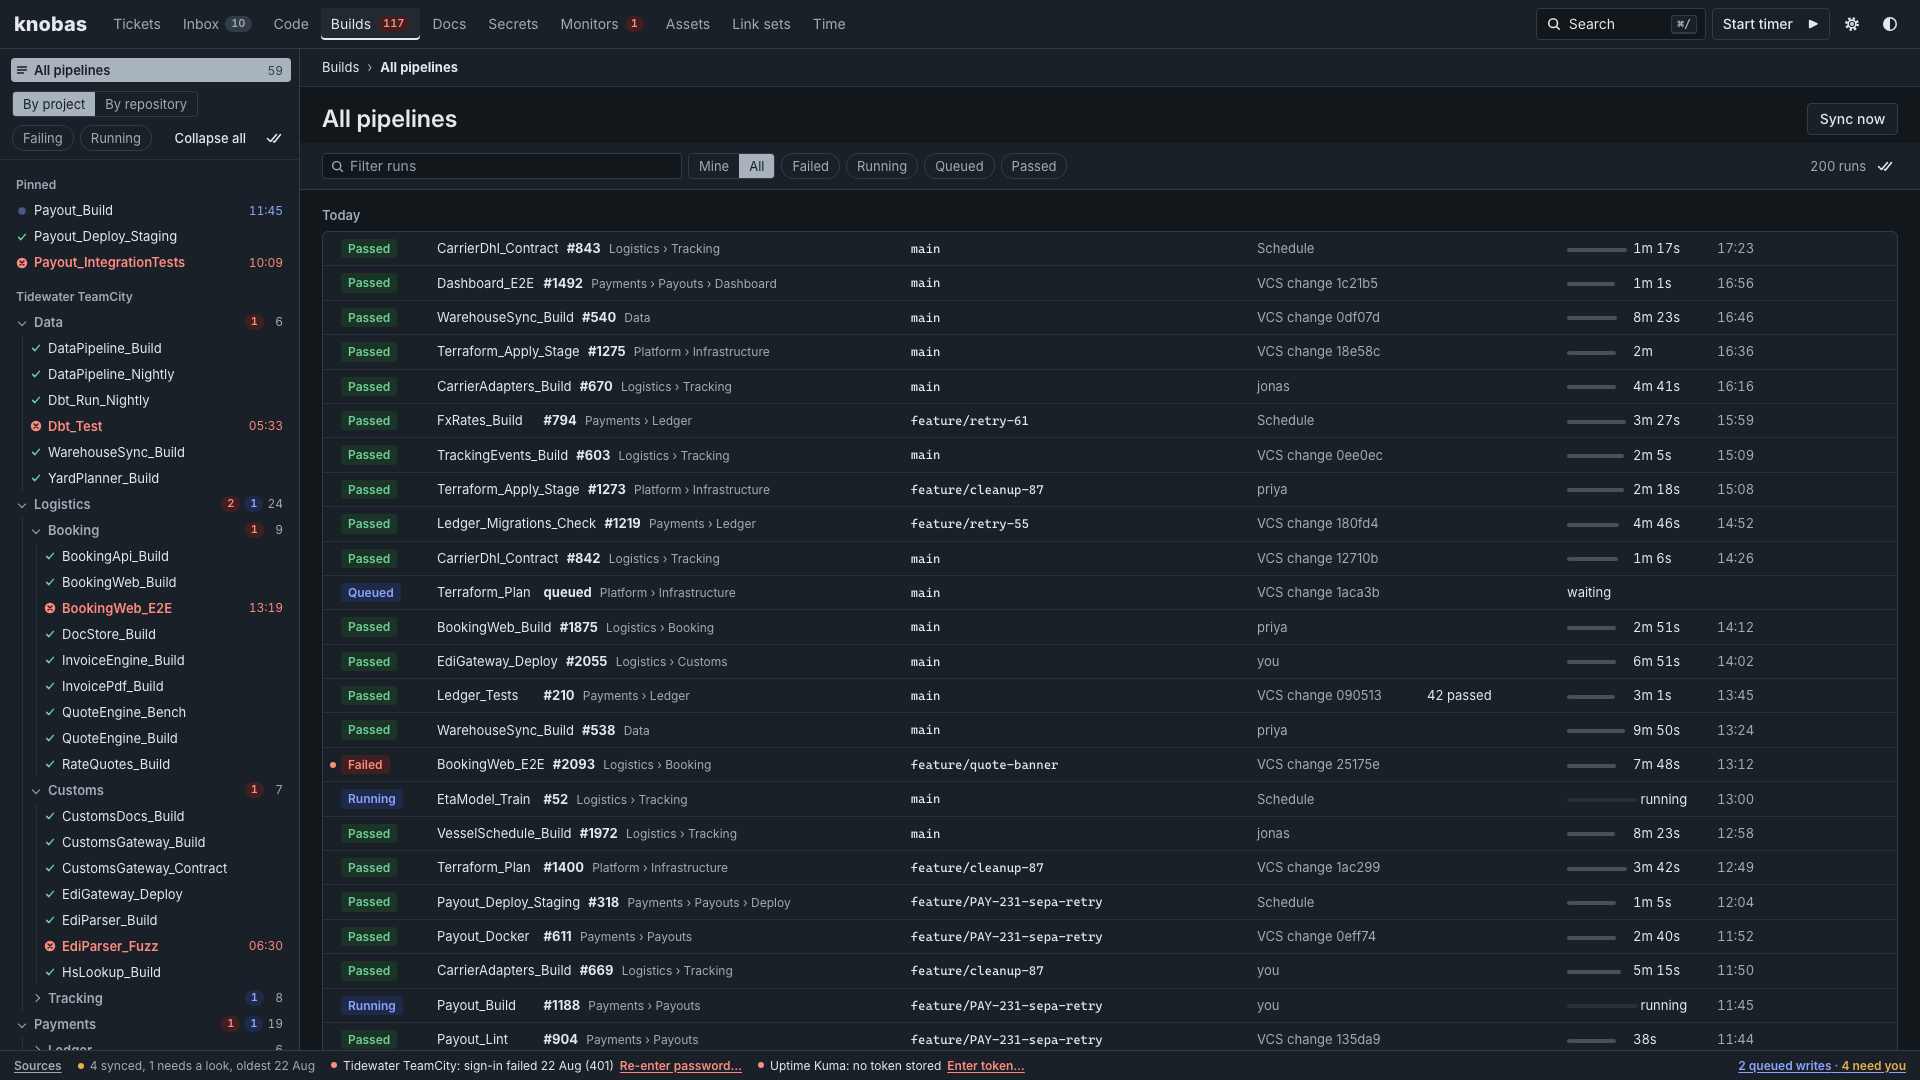 knobas Tickets Inbox 10 Code Builds 117 Docs Secrets Monitors 1 Assets Link sets Time Search ⌘/ Start timer
All pipelines 59
By project By repository
Failing Running Collapse all
Pinned
Payout_Build 11:45
Payout_Deploy_Staging
Payout_IntegrationTests 10:09
Tidewater TeamCity
Data 1 6
DataPipeline_Build
DataPipeline_Nightly
Dbt_Run_Nightly
Dbt_Test 05:33
WarehouseSync_Build
YardPlanner_Build
Logistics 2 1 24
Booking 1 9
BookingApi_Build
BookingWeb_Build
BookingWeb_E2E 13:19
DocStore_Build
InvoiceEngine_Build
InvoicePdf_Build
QuoteEngine_Bench
QuoteEngine_Build
RateQuotes_Build
Customs 1 7
CustomsDocs_Build
CustomsGateway_Build
CustomsGateway_Contract
EdiGateway_Deploy
EdiParser_Build
EdiParser_Fuzz 06:30
HsLookup_Build
Tracking 1 8
Payments 1 1 19
Builds › All pipelines
All pipelines Sync now
Filter runs Mine All Failed Running Queued Passed 200 runs
Today
Passed CarrierDhl_Contract #843 Logistics › Tracking main Schedule 1m 17s 17:23
Passed Dashboard_E2E #1492 Payments › Payouts › Dashboard main VCS change 1c21b5 1m 1s 16:56
Passed WarehouseSync_Build #540 Data main VCS change 0df07d 8m 23s 16:46
Passed Terraform_Apply_Stage #1275 Platform › Infrastructure main VCS change 18e58c 2m 16:36
Passed CarrierAdapters_Build #670 Logistics › Tracking main jonas 4m 41s 16:16
Passed FxRates_Build #794 Payments › Ledger feature/retry-61 Schedule 3m 27s 15:59
Passed TrackingEvents_Build #603 Logistics › Tracking main VCS change 0ee0ec 2m 5s 15:09
Passed Terraform_Apply_Stage #1273 Platform › Infrastructure feature/cleanup-87 priya 2m 18s 15:08
Passed Ledger_Migrations_Check #1219 Payments › Ledger feature/retry-55 VCS change 180fd4 4m 46s 14:52
Passed CarrierDhl_Contract #842 Logistics › Tracking main VCS change 12710b 1m 6s 14:26
Queued Terraform_Plan queued Platform › Infrastructure main VCS change 1aca3b waiting
Passed BookingWeb_Build #1875 Logistics › Booking main priya 2m 51s 14:12
Passed EdiGateway_Deploy #2055 Logistics › Customs main you 6m 51s 14:02
Passed Ledger_Tests #210 Payments › Ledger main VCS change 090513 42 passed 3m 1s 13:45
Passed WarehouseSync_Build #538 Data main priya 9m 50s 13:24
Failed BookingWeb_E2E #2093 Logistics › Booking feature/quote-banner VCS change 25175e 7m 48s 13:12
Running EtaModel_Train #52 Logistics › Tracking main Schedule running 13:00
Passed VesselSchedule_Build #1972 Logistics › Tracking main jonas 8m 23s 12:58
Passed Terraform_Plan #1400 Platform › Infrastructure feature/cleanup-87 VCS change 1ac299 3m 42s 12:49
Passed Payout_Deploy_Staging #318 Payments › Payouts › Deploy feature/PAY-231-sepa-retry Schedule 1m 5s 12:04
Passed Payout_Docker #611 Payments › Payouts feature/PAY-231-sepa-retry VCS change 0eff74 2m 40s 11:52
Passed CarrierAdapters_Build #669 Logistics › Tracking feature/cleanup-87 you 5m 15s 11:50
Running Payout_Build #1188 Payments › Payouts feature/PAY-231-sepa-retry you running 11:45
Passed Payout_Lint #904 Payments › Payouts feature/PAY-231-sepa-retry VCS change 135da9 38s 11:44
Sources 4 synced, 1 needs a look, oldest 22 Aug Tidewater TeamCity: sign-in failed 22 Aug (401) Re-enter password... Uptime Kuma: no token stored Enter token... 2 queued writes · 4 need you